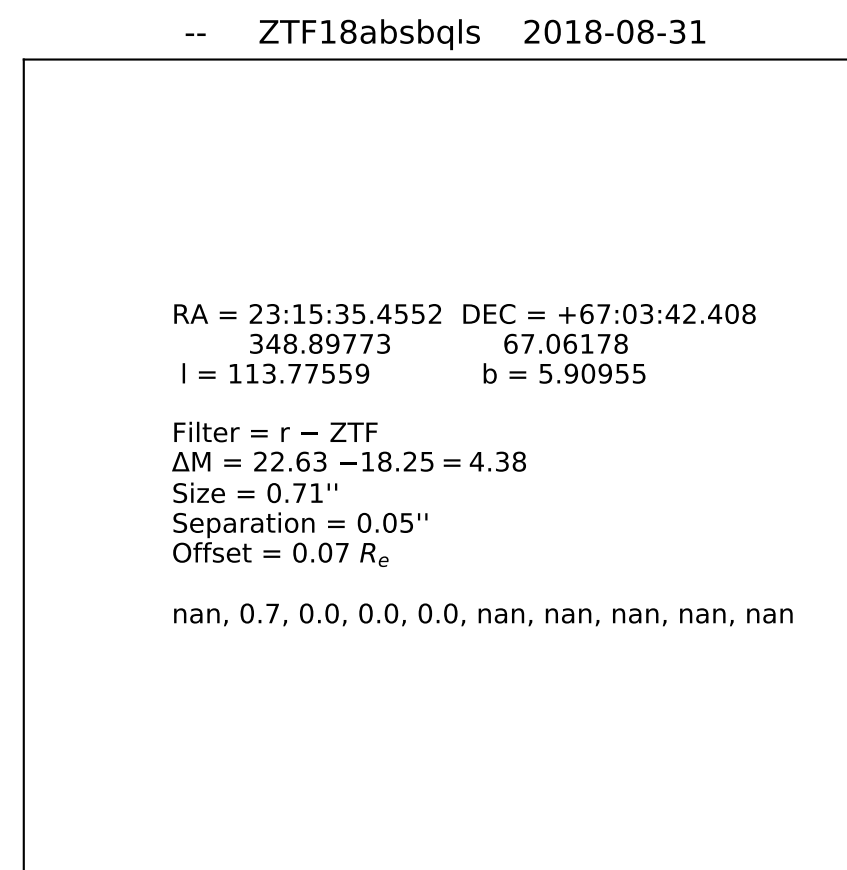 -- ZTF18absbqls 2018-08-31
RA = 23:15:35.4552 DEC = +67:03:42.408
348.89773 67.06178
l = 113.77559 b = 5.90955
Filter = r − ZTF
ΔM = 22.63 −18.25 = 4.38
Size = 0.71''
Separation = 0.05''
Offset = 0.07 Rₑ
nan, 0.7, 0.0, 0.0, 0.0, nan, nan, nan, nan, nan